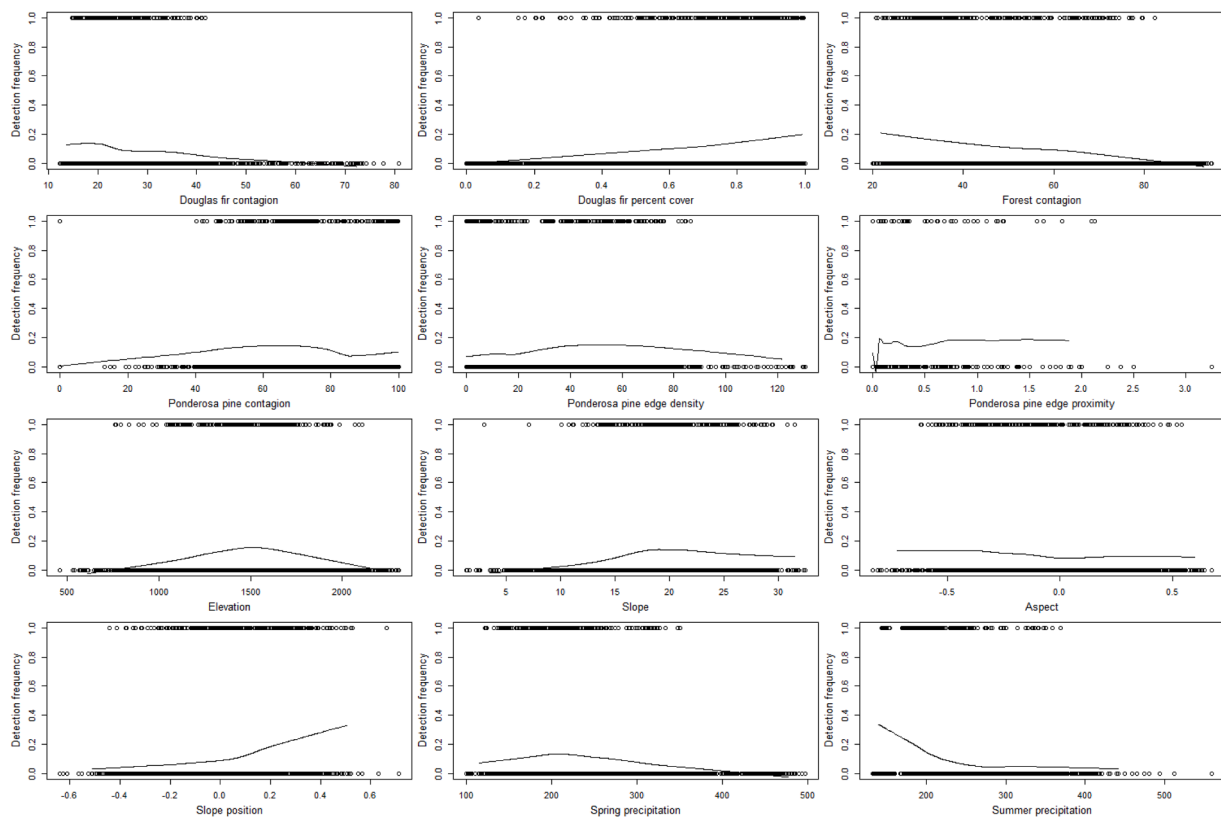 Detection frequency
0.0 0.2 0.4 0.6 0.8 1.0
10 20 30 40 50 60 70 80
Douglas fir contagion
Detection frequency
0.0 0.2 0.4 0.6 0.8 1.0
0.0 0.2 0.4 0.6 0.8 1.0
Douglas fir percent cover
Detection frequency
0.0 0.2 0.4 0.6 0.8 1.0
20 40 60 80
Forest contagion
Detection frequency
0.0 0.2 0.4 0.6 0.8 1.0
0 20 40 60 80 100
Ponderosa pine contagion
Detection frequency
0.0 0.2 0.4 0.6 0.8 1.0
0 20 40 60 80 100 120
Ponderosa pine edge density
Detection frequency
0.0 0.2 0.4 0.6 0.8 1.0
0.0 0.5 1.0 1.5 2.0 2.5 3.0
Ponderosa pine edge proximity
Detection frequency
0.0 0.2 0.4 0.6 0.8 1.0
500 1000 1500 2000
Elevation
Detection frequency
0.0 0.2 0.4 0.6 0.8 1.0
5 10 15 20 25 30
Slope
Detection frequency
0.0 0.2 0.4 0.6 0.8 1.0
-0.5 0.0 0.5
Aspect
Detection frequency
0.0 0.2 0.4 0.6 0.8 1.0
-0.6 -0.4 -0.2 0.0 0.2 0.4 0.6
Slope position
Detection frequency
0.0 0.2 0.4 0.6 0.8 1.0
100 200 300 400 500
Spring precipitation
Detection frequency
0.0 0.2 0.4 0.6 0.8 1.0
200 300 400 500
Summer precipitation